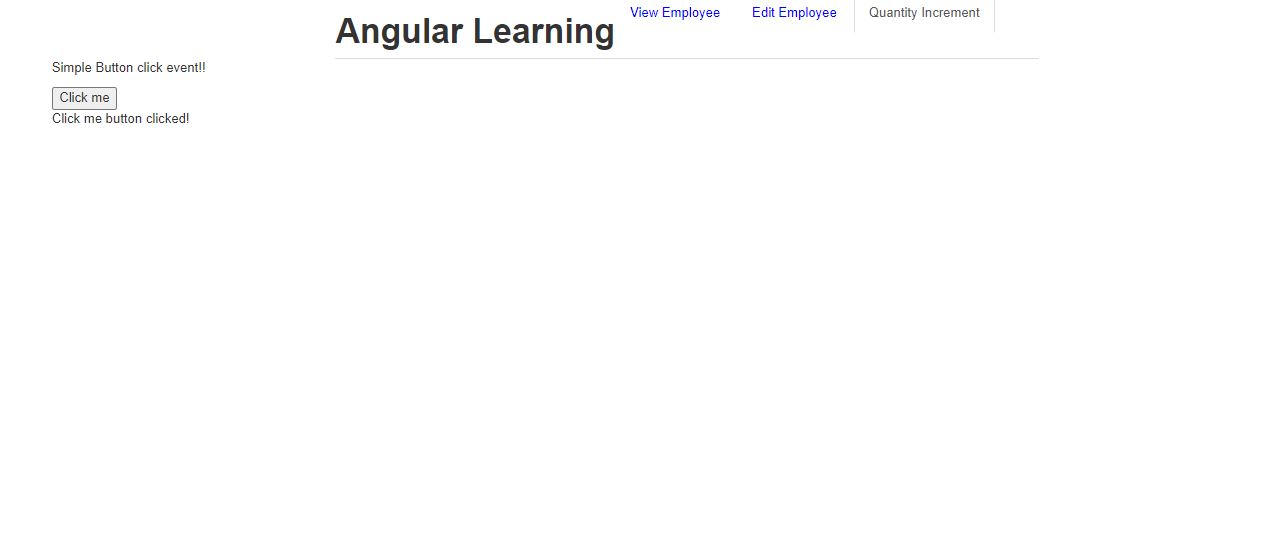 Angular Learning
View Employee
Edit Employee
Quantity Increment
Simple Button click event!!
Click me
Click me button clicked!